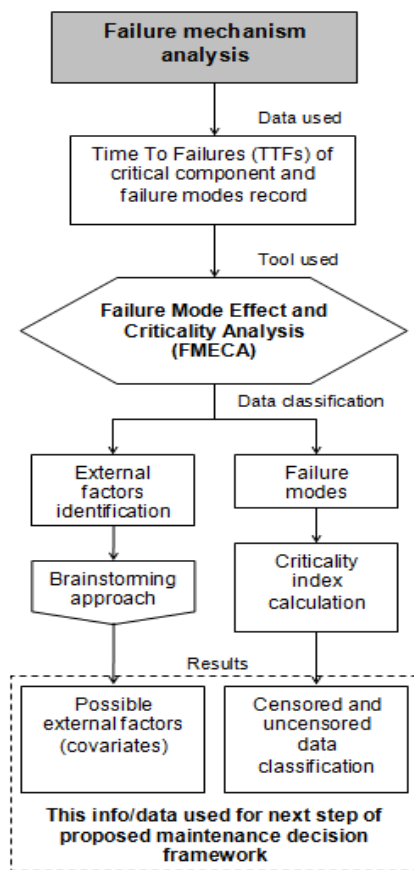 Failure mechanism
analysis
Data used
Time To Failures (TTFs) of
critical component and
failure modes record
Tool used
Failure Mode Effect and
Criticality Analysis
(FMECA)
Data classification
External
factors
identification
Failure
modes
Brainstorming
approach
Criticality
index
calculation
Results
Possible
external factors
(covariates)
Censored and
uncensored
data
classification
This info/data used for next step of
proposed maintenance decision
framework